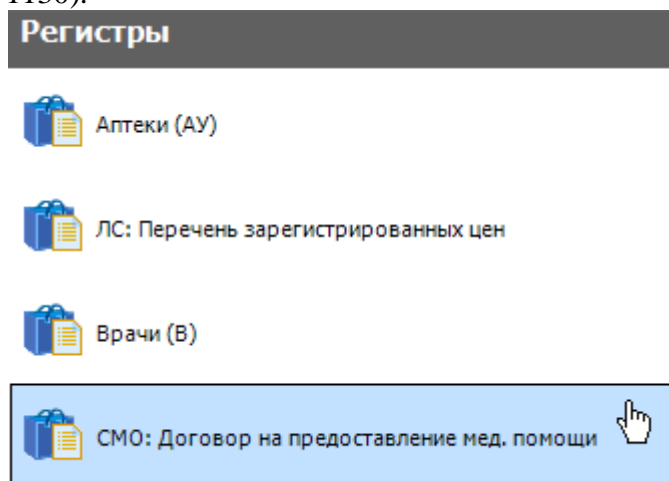 Регистры
Аптеки (АУ)
ЛС: Перечень зарегистрированных цен
Врачи (В)
СМО: Договор на предоставление мед. помощи